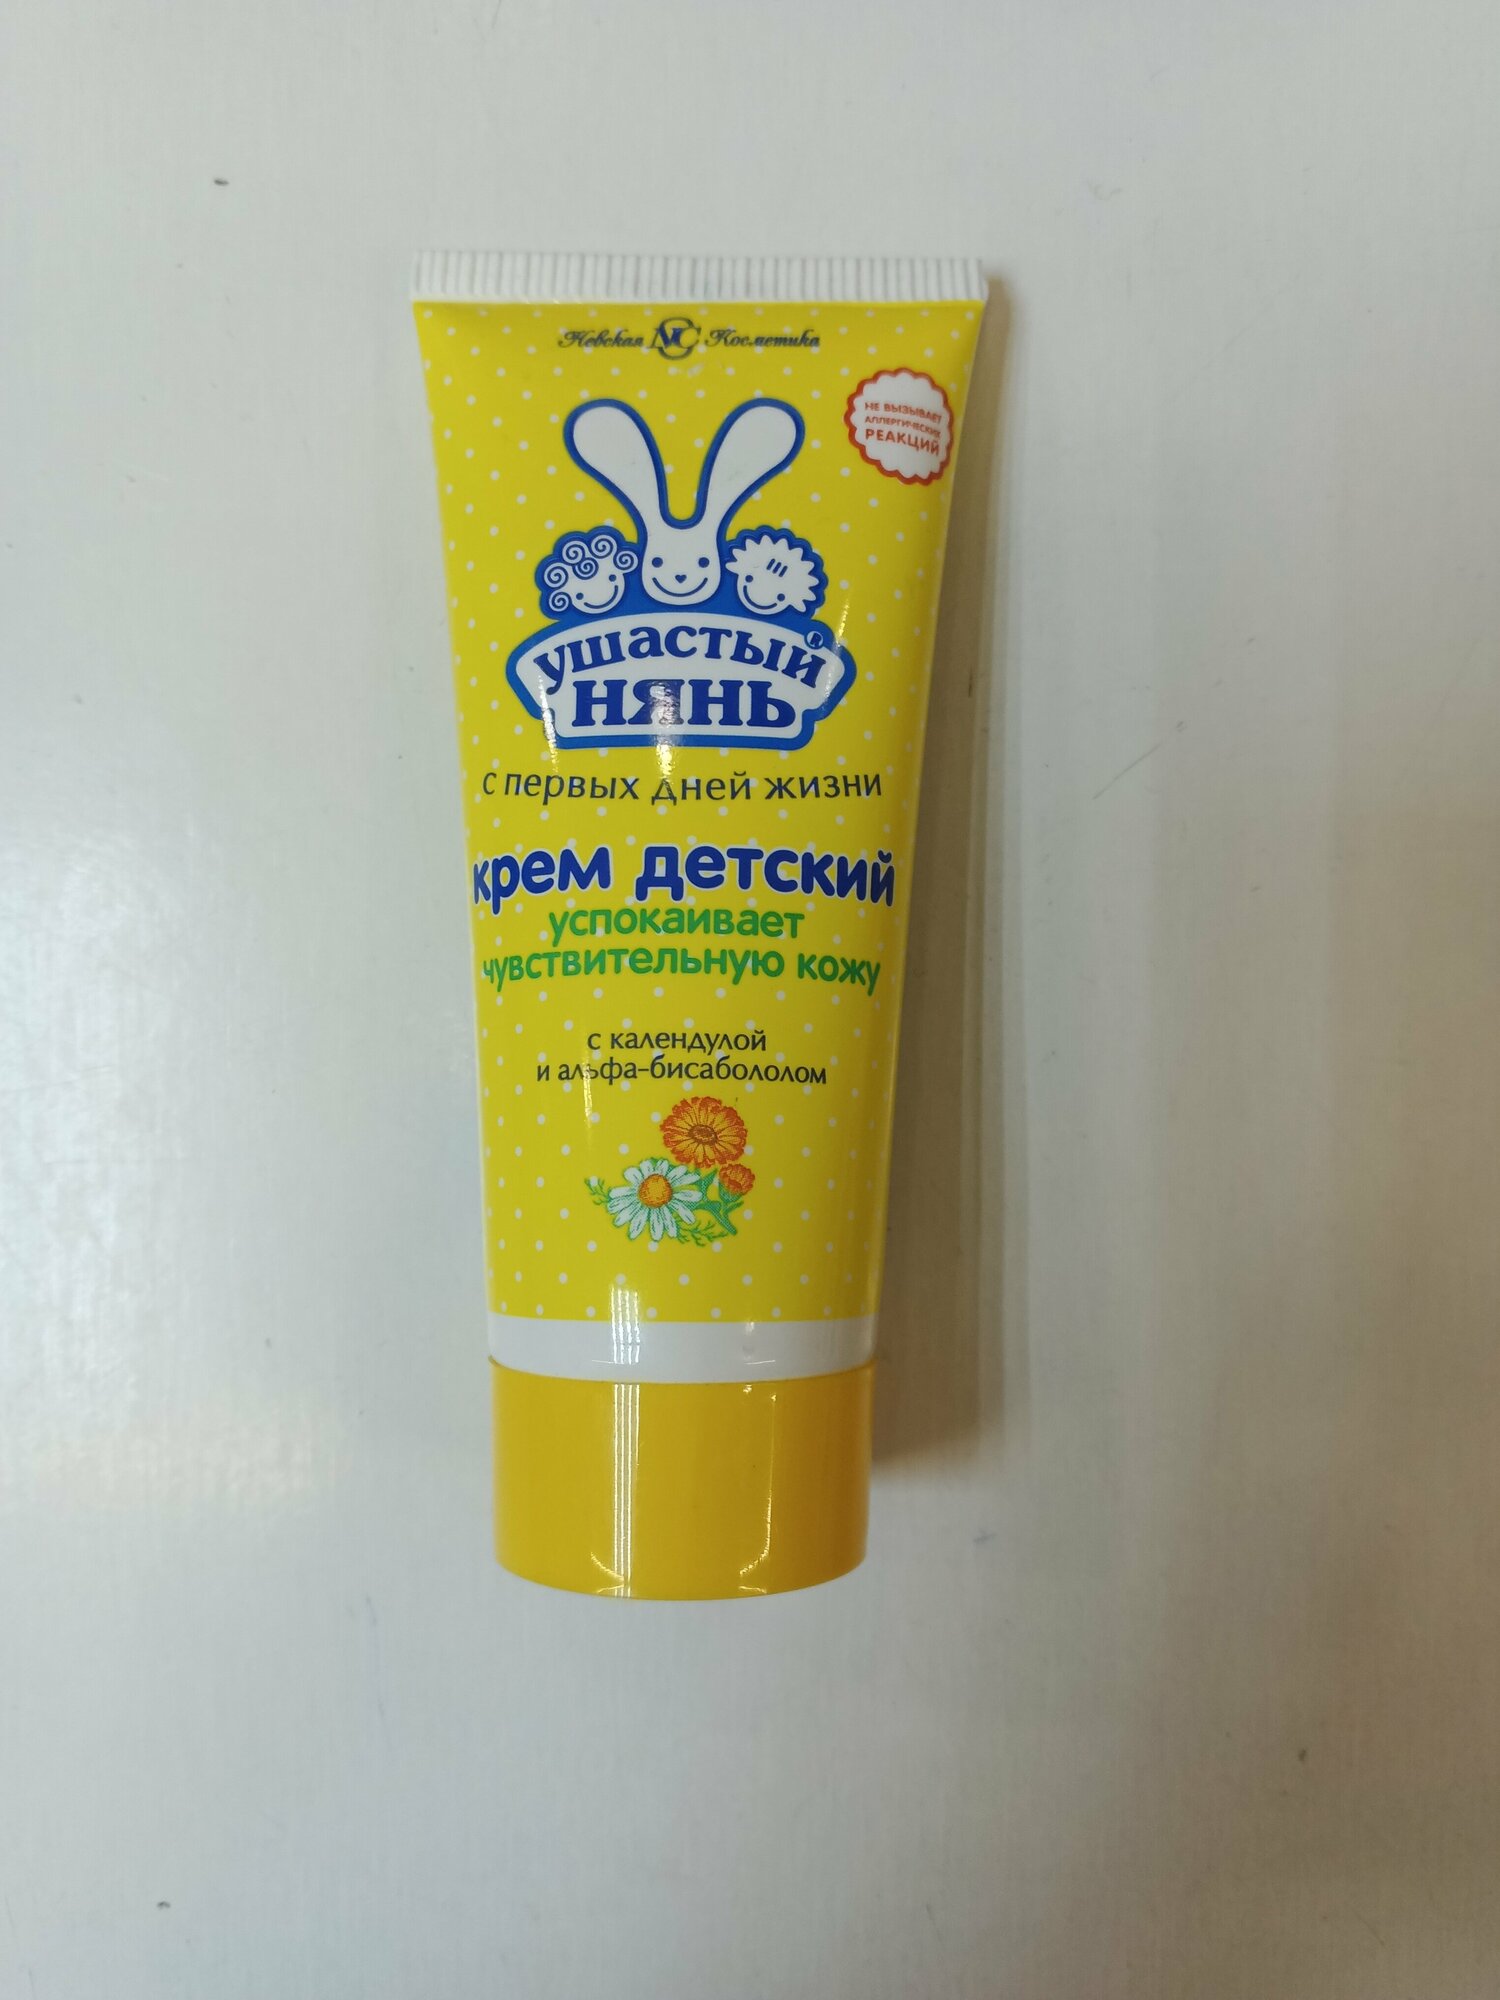 Невская NC Косметика
НЕ ВЫЗЫВАЕТ
АЛЛЕРГИЧЕСКИХ
РЕАКЦИЙ
УШАСТЫЙ®
НЯНЬ
с первых дней жизни
крем детский
успокаивает
чувствительную кожу
с календулой
и альфа-бисабололом